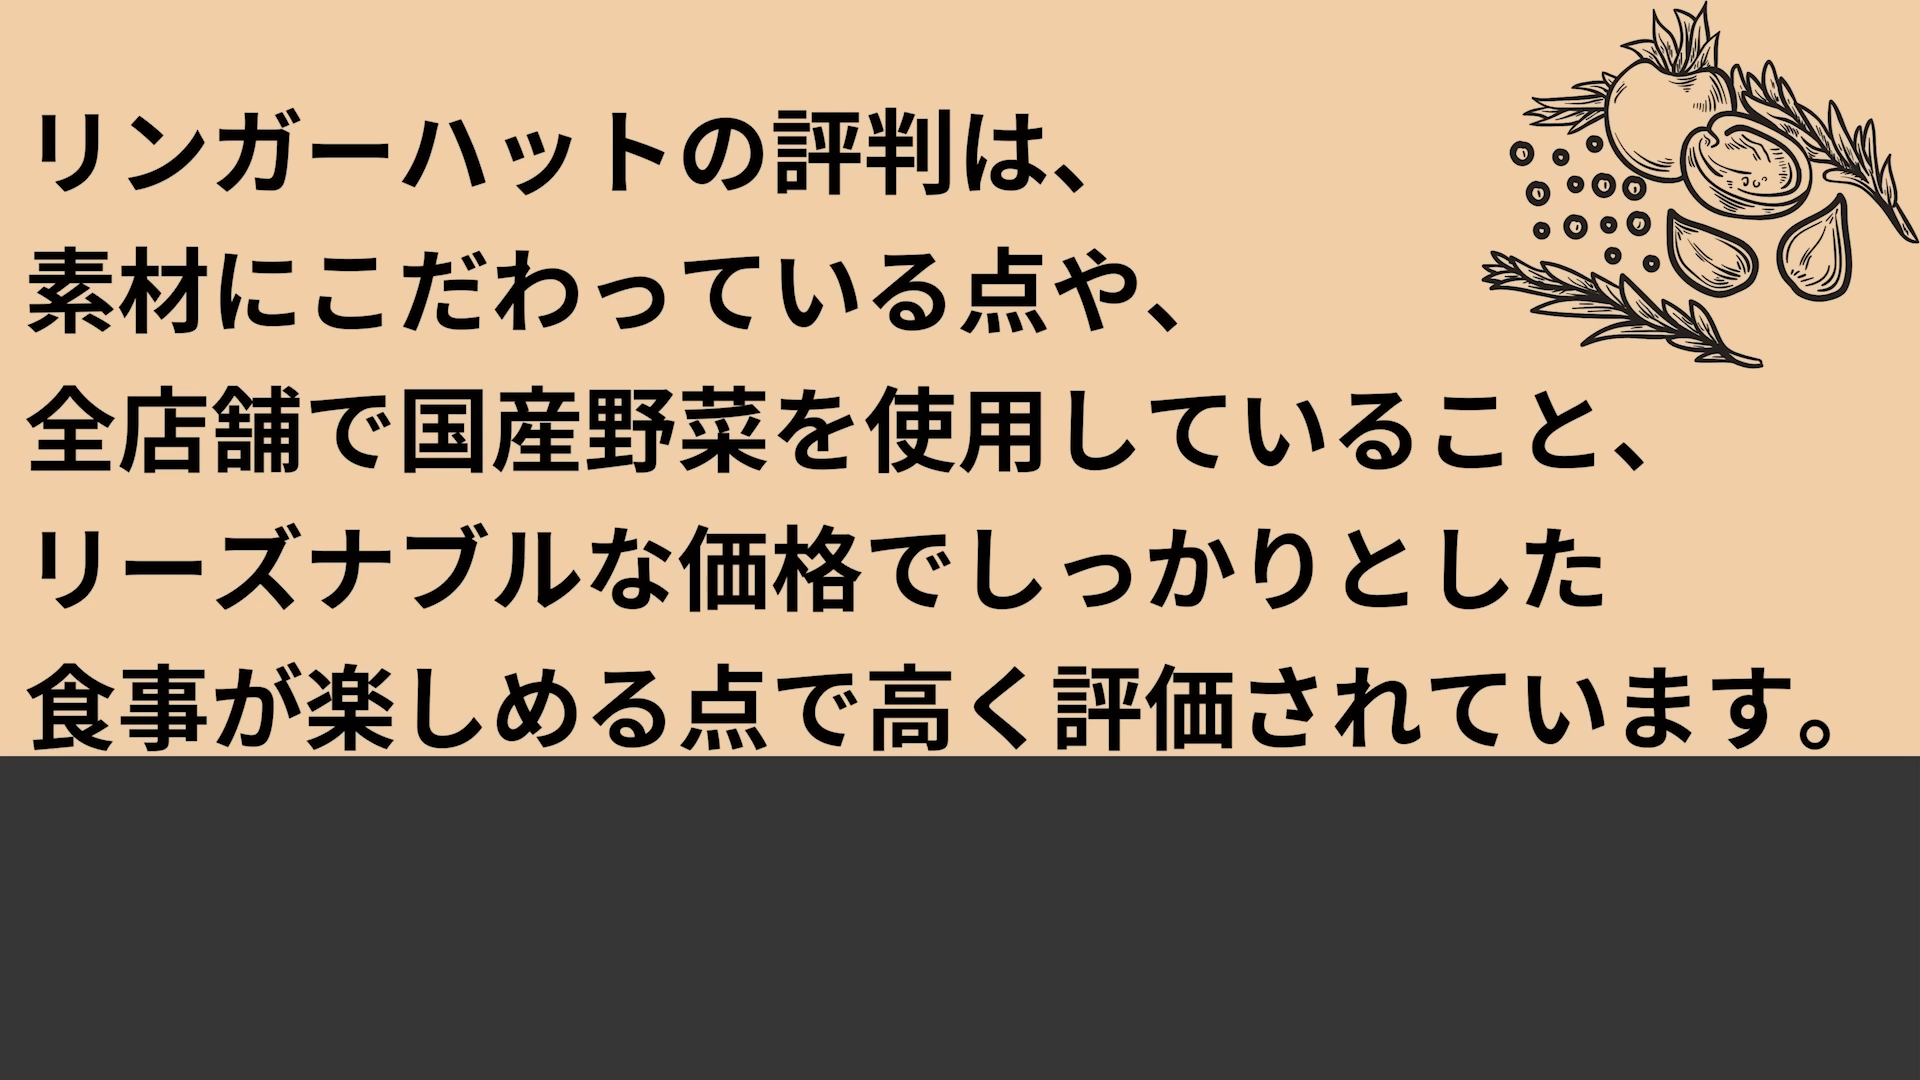 リンガーハットの評判は、
素材にこだわっている点や、
全店舗で国産野菜を使用していること、
リーズナブルな価格でしっかりとした
食事が楽しめる点で高く評価されています。